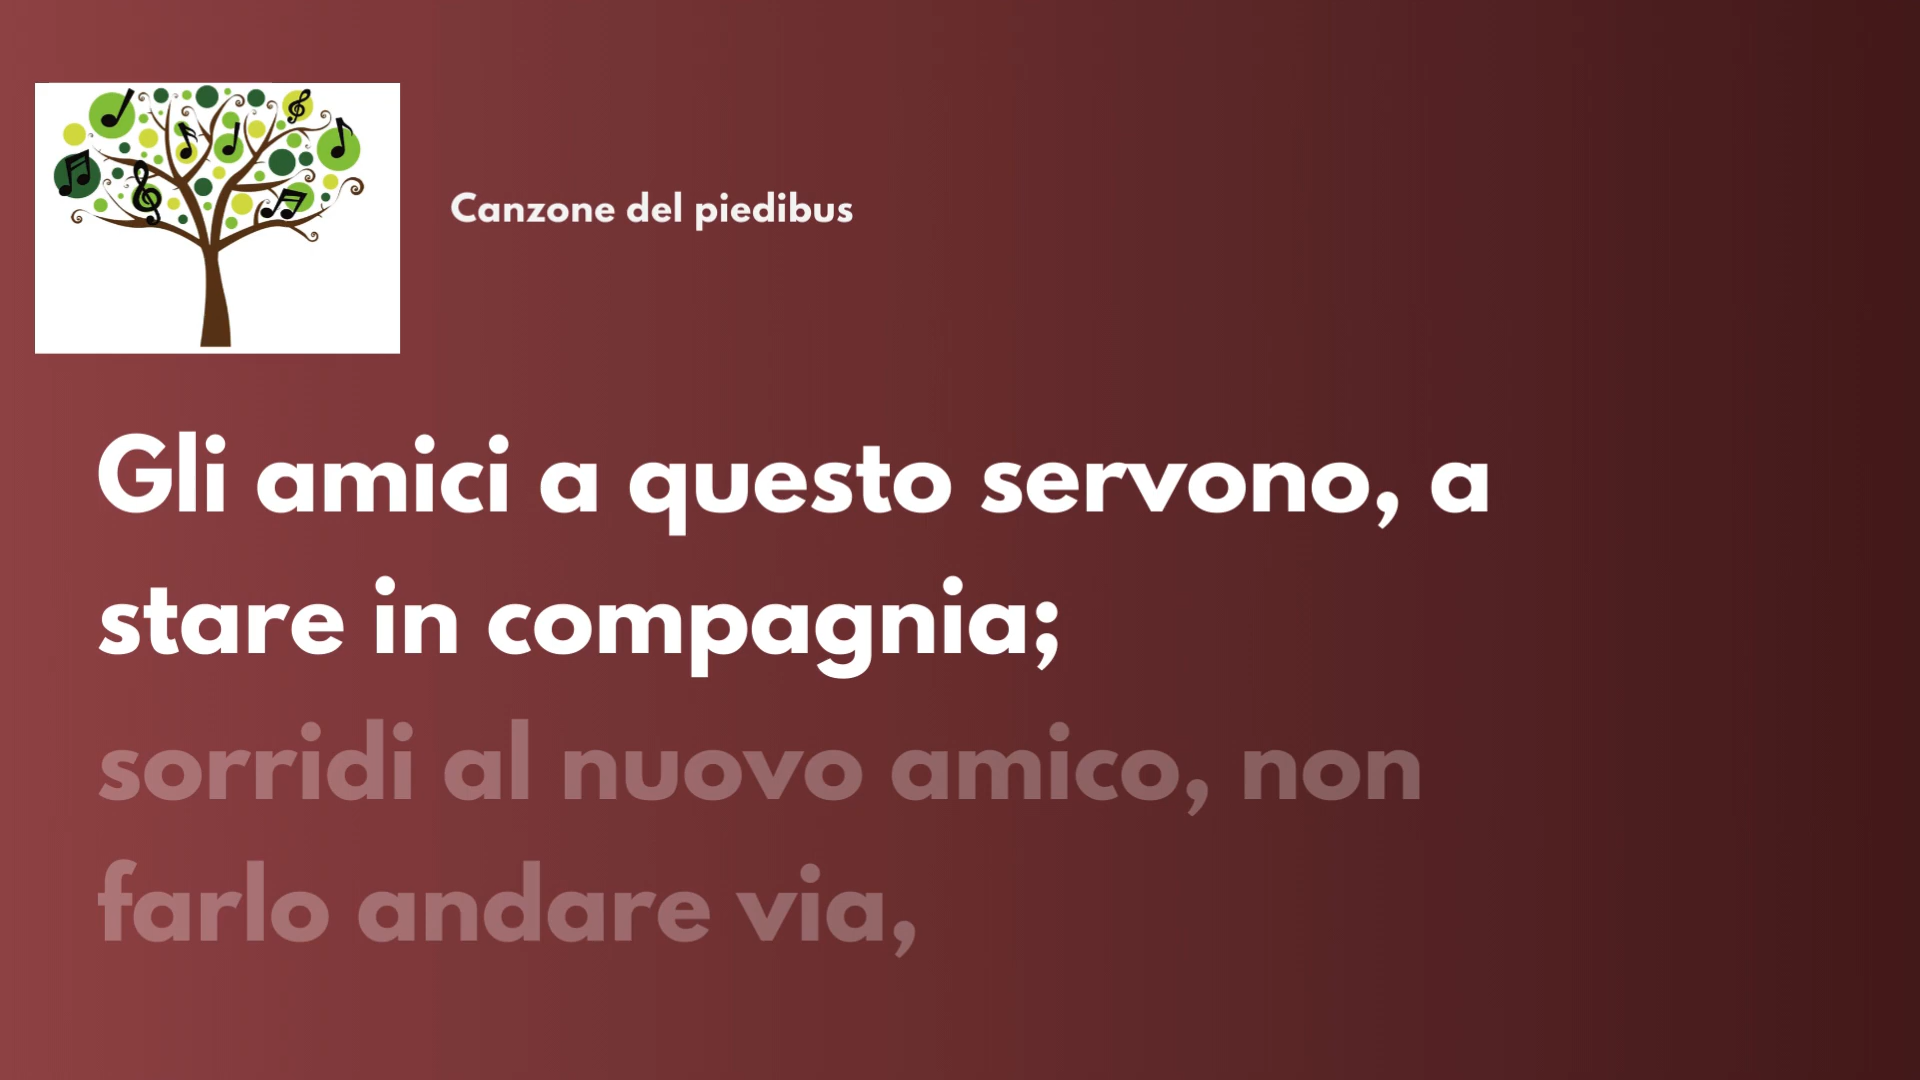 Canzone del piedibus
Gli amici a questo servono, a
stare in compagnia;
sorridi al nuovo amico, non
farlo andare via,